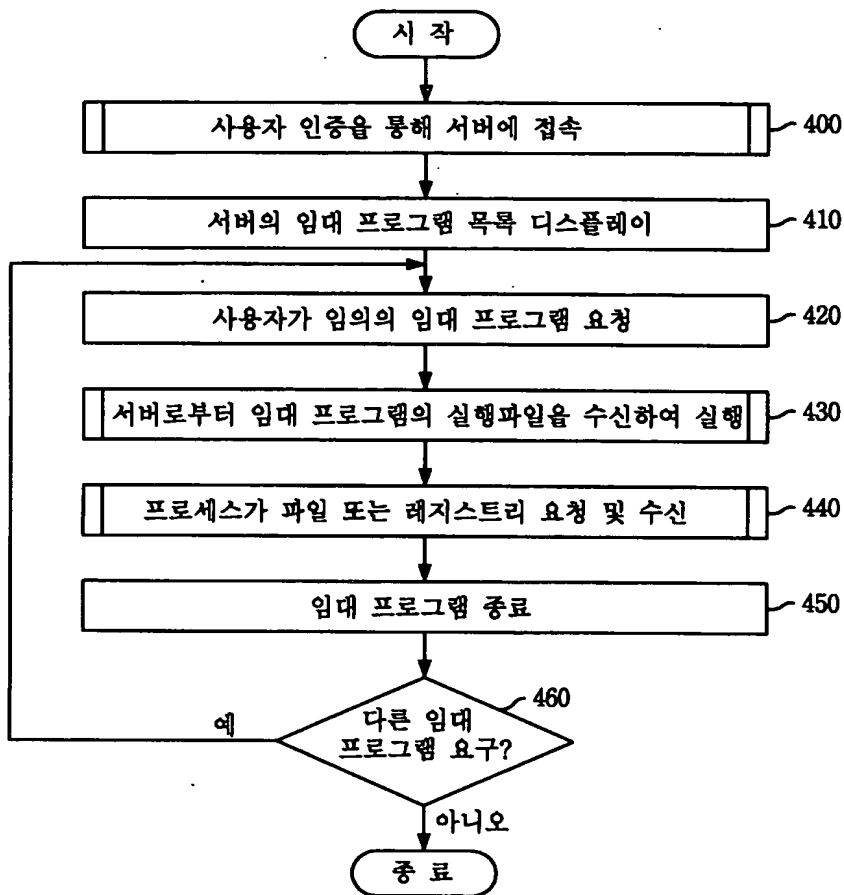 시 작
사용자 인증을 통해 서버에 접속
400
서버의 임대 프로그램 목록 디스플레이
410
사용자가 임의의 임대 프로그램 요청
420
서버로부터 임대 프로그램의 실행파일을 수신하여 실행
430
프로세스가 파일 또는 레지스트리 요청 및 수신
440
임대 프로그램 종료
450
460
다른 임대
프로그램 요구?
예
아니오
종 료